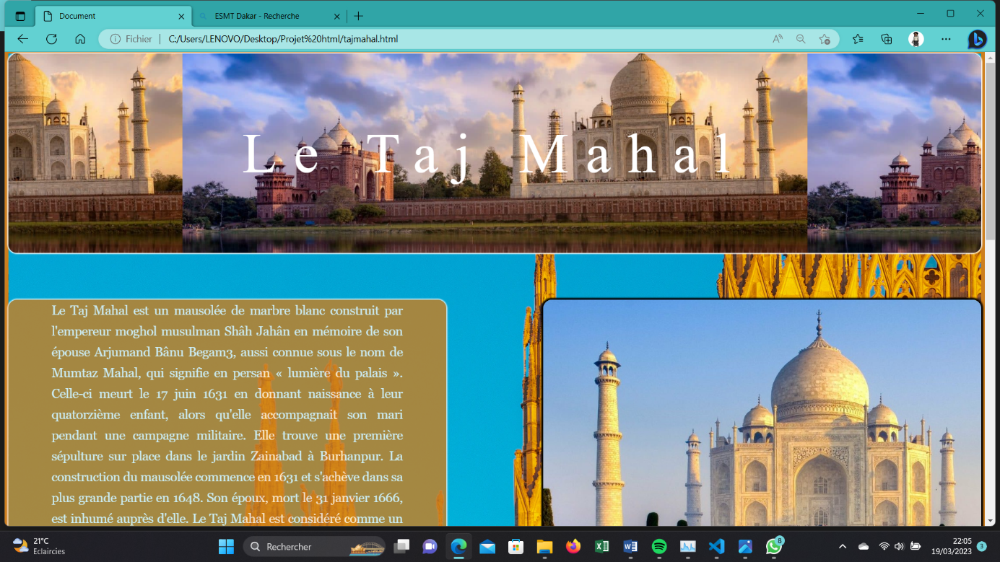 Document
ESMT Dakar - Recherche
Fichier
C:/Users/LENOVO/Desktop/Projet%20html/tajmahal.html
Le Taj Mahal
Le Taj Mahal est un mausolée de marbre blanc construit par
l'empereur moghol musulman Shâh Jahân en mémoire de son
épouse Arjumand Bânu Begam3, aussi connue sous le nom de
Mumtaz Mahal, qui signifie en persan « lumière du palais ».
Celle-ci meurt le 17 juin 1631 en donnant naissance à leur
quatorzième enfant, alors qu'elle accompagnait son mari
pendant une campagne militaire. Elle trouve une première
sépulture sur place dans le jardin Zainabad à Burhanpur. La
construction du mausolée commence en 1631 et s'achève dans sa
plus grande partie en 1648. Son époux, mort le 31 janvier 1666,
est inhumé auprès d'elle. Le Taj Mahal est considéré comme un
21°C
Eclaircies
Rechercher
8
22:05
19/03/2023
3